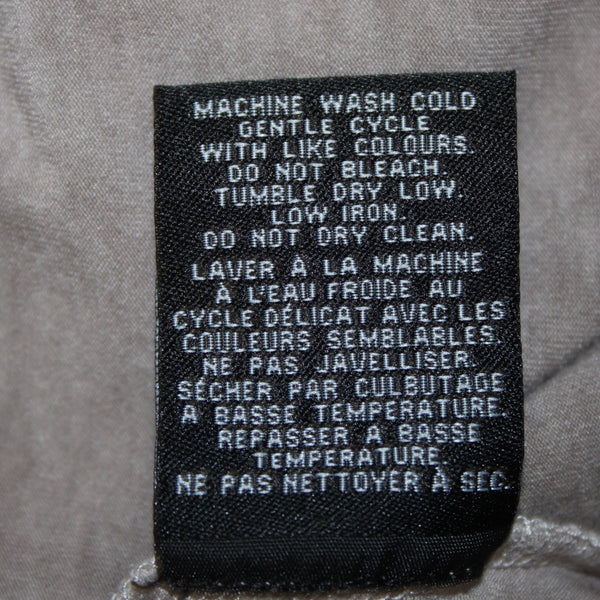 MACHINE WASH COLD
GENTLE CYCLE
WITH LIKE COLOURS.
DO NOT BLEACH.
TUMBLE DRY LOW.
LOW IRON.
DO NOT DRY CLEAN.
LAVER À LA MACHINE
À L'EAU FROIDE AU
CYCLE DÉLICAT AVEC LES
COULEURS SEMBLABLES.
NE PAS JAVELLISER.
SÉCHER PAR CULBUTAGE
A BASSE TEMPERATURE.
REPASSER A BASSE
TEMPERATURE.
NE PAS NETTOYER À SEC.